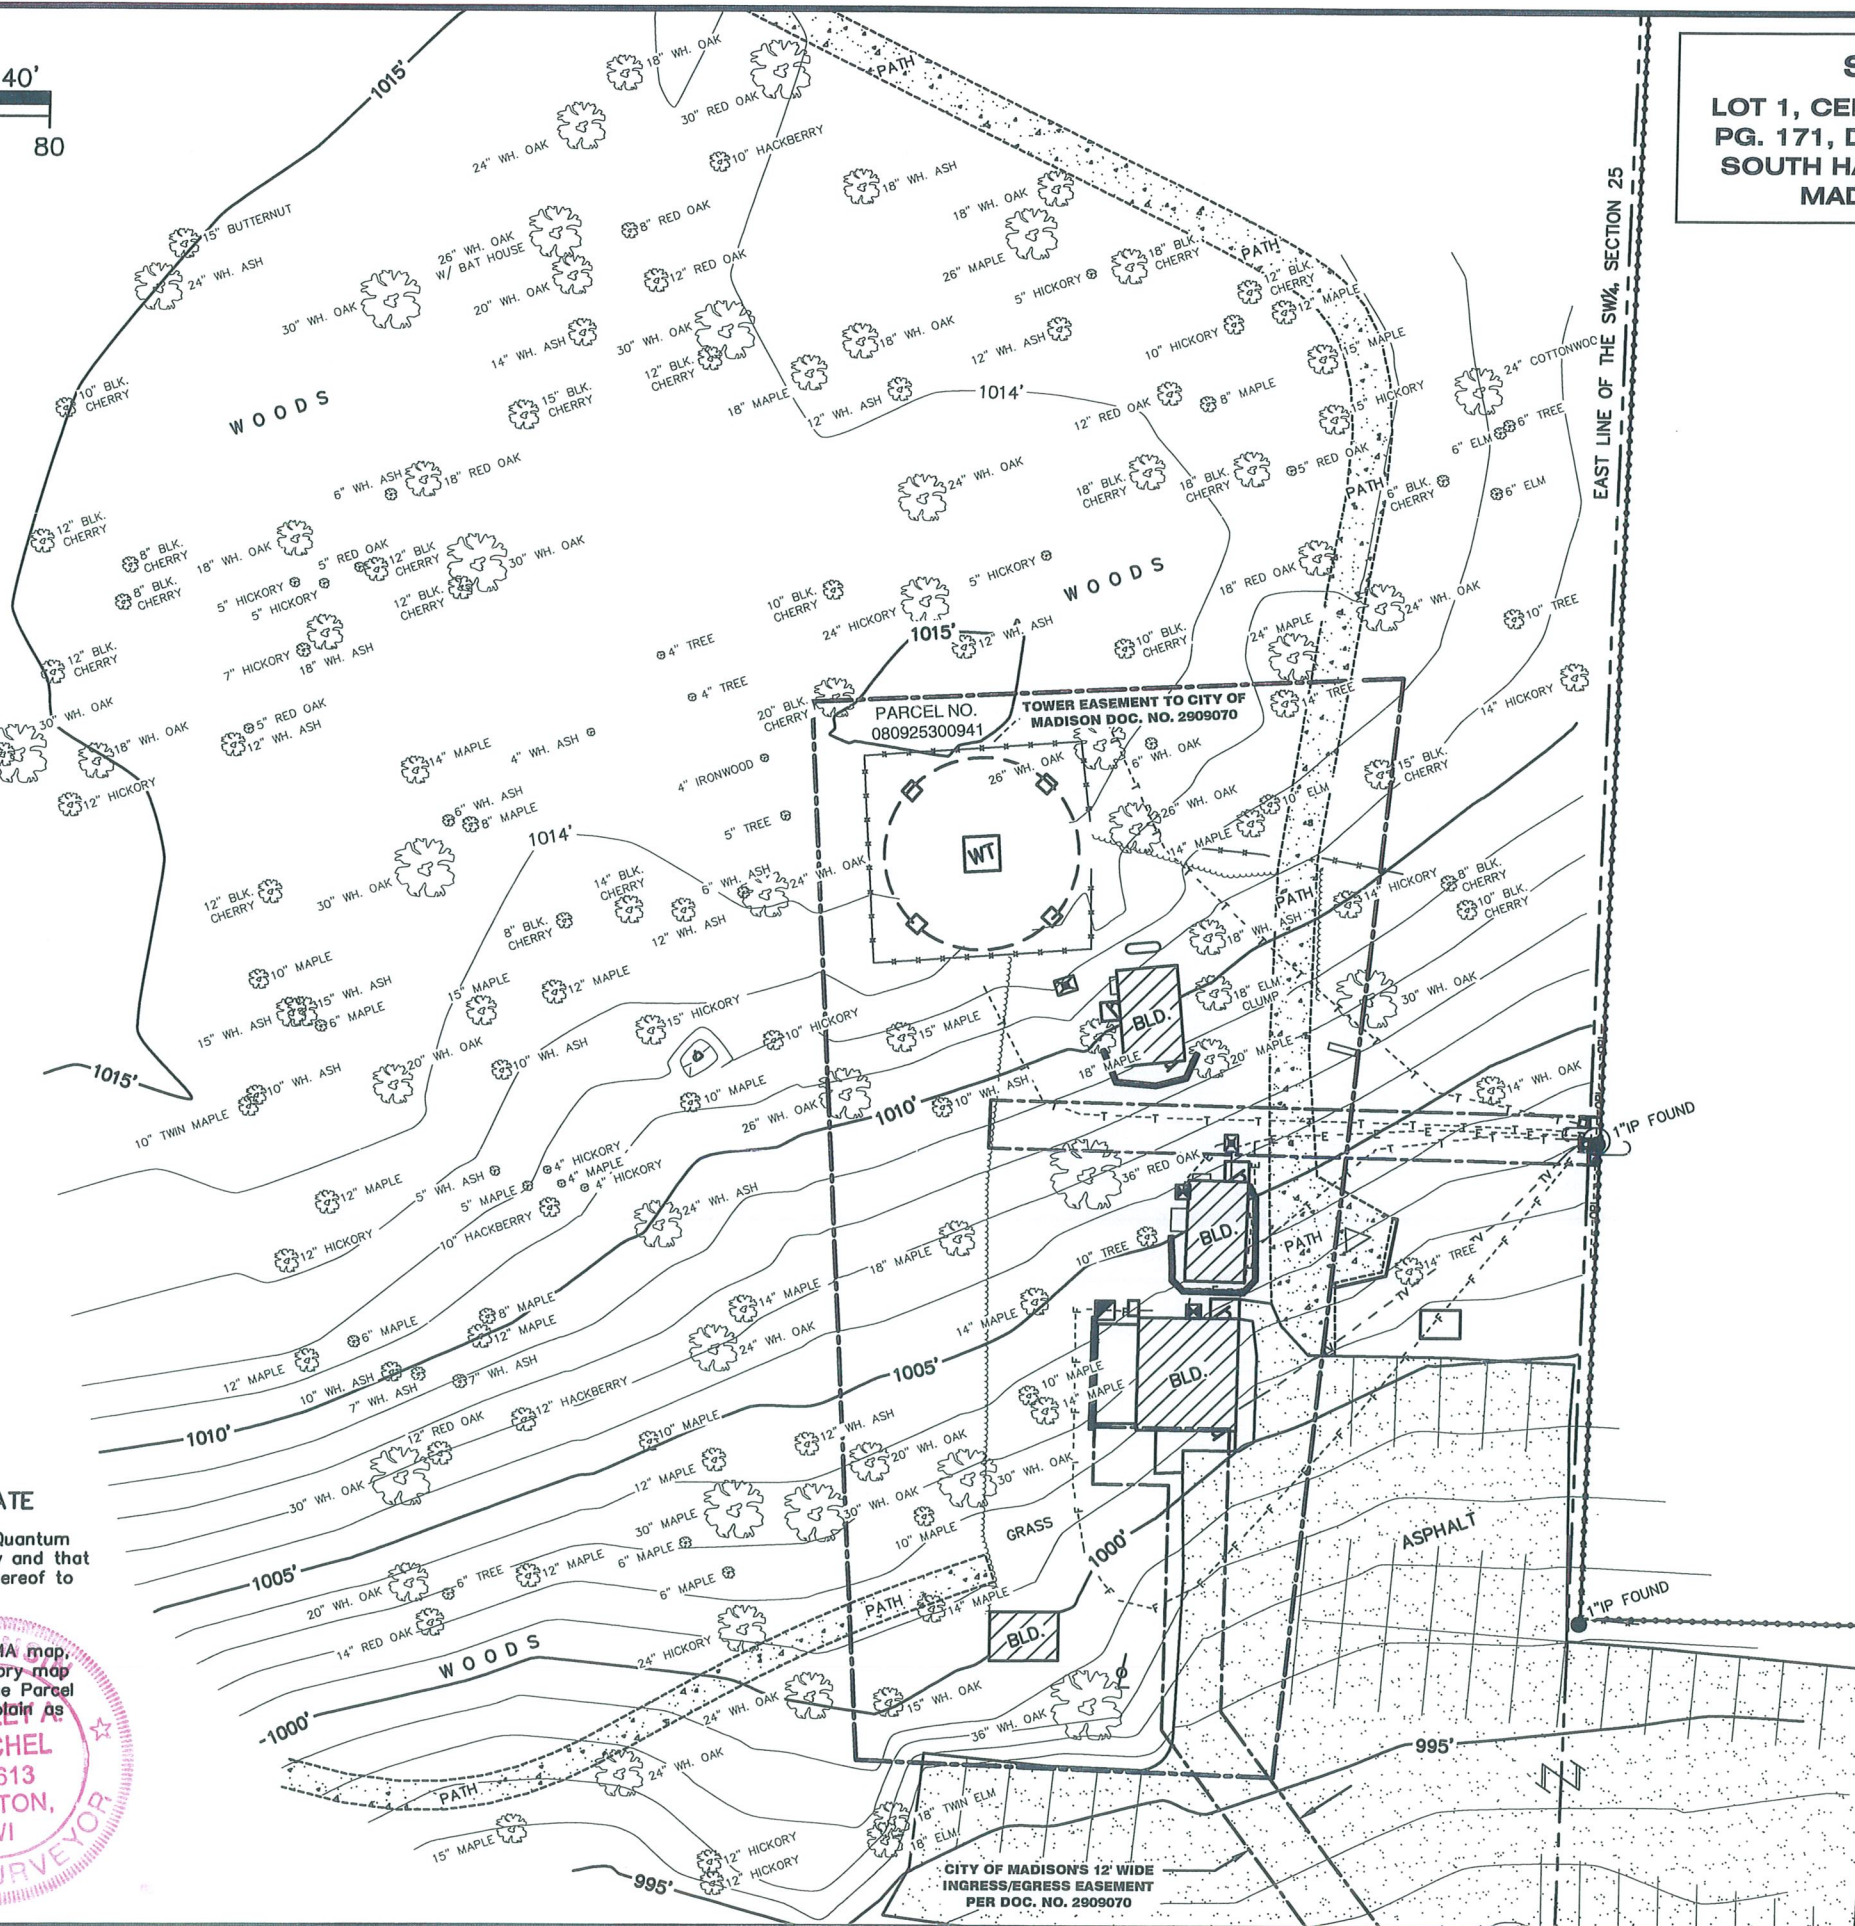 40'
80
S
LOT 1, CE
PG. 171, D
SOUTH HA
MAD
1015'
18" WH. OAK
PATH
30" RED OAK
24" WH. OAK
10" HACKBERRY
18" WH. ASH
18" WH. OAK
EAST LINE OF THE SW¼, SECTION 25
15" BUTTERNUT
24" WH. ASH
26" WH. OAK
W/ BAT HOUSE
8" RED OAK
26" MAPLE
18" BLK.
CHERRY
PATH
20" WH. OAK
12" RED OAK
5" HICKORY
12" BLK.
CHERRY
12" MAPLE
30" WH. OAK
14" WH. ASH
30" WH. OAK
18" WH. OAK
12" WH. ASH
10" HICKORY
15" MAPLE
24" COTTONWOO
12" BLK.
CHERRY
10" BLK.
CHERRY
WOODS
15" BLK.
CHERRY
18" MAPLE
12" WH. ASH
1014'
12" RED OAK
8" MAPLE
15" HICKORY
6" TREE
6" ELM
6" WH. ASH
18" RED OAK
24" WH. OAK
18" BLK.
CHERRY
18" BLK.
CHERRY
5" RED OAK
PATH
6" BLK.
CHERRY
6" ELM
12" BLK.
CHERRY
8" BLK.
CHERRY
18" WH. OAK
5" RED OAK
12" BLK
CHERRY
30" WH. OAK
8" BLK.
CHERRY
5" HICKORY
5" HICKORY
12" BLK.
CHERRY
10" BLK.
CHERRY
24" HICKORY
5" HICKORY
WOODS
18" RED OAK
24" WH. OAK
10" TREE
12" BLK.
CHERRY
7" HICKORY
18" WH. ASH
4" TREE
1015'
12" WH. ASH
10" BLK.
CHERRY
24" MAPLE
4" TREE
14" HICKORY
30" WH. OAK
18" WH. OAK
5" RED OAK
12" WH. ASH
20" BLK.
CHERRY
PARCEL NO.
080925300941
TOWER EASEMENT TO CITY OF
MADISON DOC. NO. 2909070
14" TREE
14" MAPLE
4" WH. ASH
4" IRONWOOD
26" WH. OAK
6" WH. OAK
15" BLK.
CHERRY
12" HICKORY
6" WH. ASH
8" MAPLE
5" TREE
26" WH. OAK
10" ELM
1014'
WT
14" MAPLE
30" WH. OAK
12" BLK.
CHERRY
14" BLK.
CHERRY
6" WH. ASH
24" WH. OAK
PATH
14" HICKORY
8" BLK.
CHERRY
10" BLK.
CHERRY
8" BLK.
CHERRY
12" WH. ASH
18" WH. ASH
10" MAPLE
15" WH. ASH
15" WH. ASH
6" MAPLE
15" MAPLE
12" MAPLE
15" HICKORY
10" HICKORY
15" MAPLE
BLD.
18" ELM
CLUMP
30" WH. OAK
1015'
20" WH. OAK
10" WH. ASH
18" MAPLE
20" MAPLE
10" TWIN MAPLE
10" WH. ASH
10" MAPLE
26" WH. OAK
1010'
10" WH. ASH
14" WH. OAK
1"IP FOUND
12" MAPLE
5" WH. ASH
4" HICKORY
4" MAPLE
4" HICKORY
5" MAPLE
36" RED OAK
12" HICKORY
10" HACKBERRY
24" WH. ASH
18" MAPLE
10" TREE
BLD.
PATH
14" TREE
6" MAPLE
8" MAPLE
12" MAPLE
14" MAPLE
24" WH. OAK
14" MAPLE
12" MAPLE
10" WH. ASH
7" WH. ASH
7" WH. ASH
12" HACKBERRY
1005'
10" MAPLE
14" MAPLE
BLD.
1010'
12" RED OAK
10" MAPLE
12" WH. ASH
20" WH. OAK
30" WH. OAK
30" WH. OAK
12" MAPLE
30" MAPLE
30" WH. OAK
10" MAPLE
GRASS
1000'
ASPHALT
ATE
Quantum
y and that
ereof to
1005'
20" WH. OAK
6" TREE
12" MAPLE
6" MAPLE
6" MAPLE
PATH
14" MAPLE
1"IP FOUND
14" RED OAK
WOODS
24" HICKORY
BLD.
MA map,
ory map
e Parcel
plain as
1000'
24" WH. OAK
15" WH. OAK
36" WH. OAK
995'
CHEL
613
TON,
WI
PATH
24" WH. OAK
18" TWIN ELM
18" ELM
15" MAPLE
12" HICKORY
12" HICKORY
995'
CITY OF MADISON'S 12' WIDE
INGRESS/EGRESS EASEMENT
PER DOC. NO. 2909070